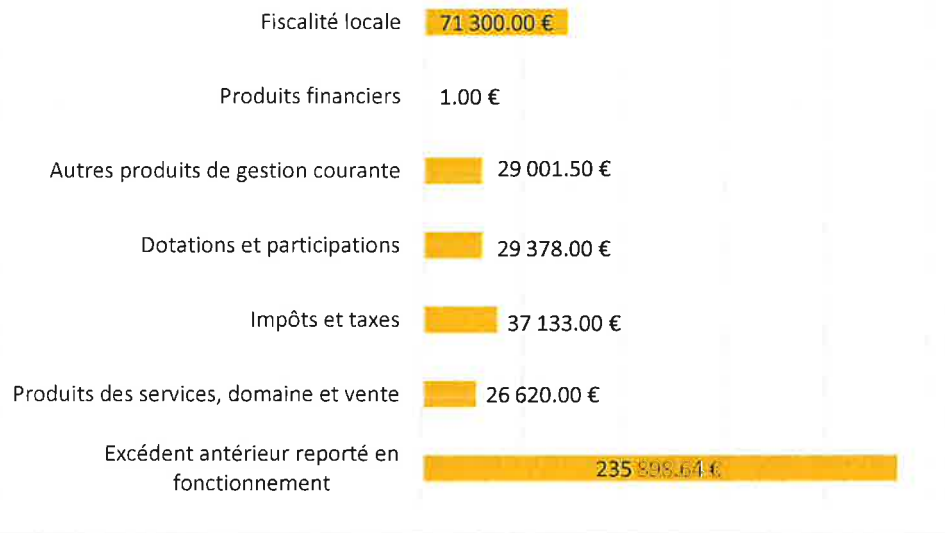 Fiscalité locale 71 300.00 €
Produits financiers 1.00 €
Autres produits de gestion courante 29 001.50 €
Dotations et participations 29 378.00 €
Impôts et taxes 37 133.00 €
Produits des services, domaine et vente 26 620.00 €
Excédent antérieur reporté en
fonctionnement
235 898.64 €